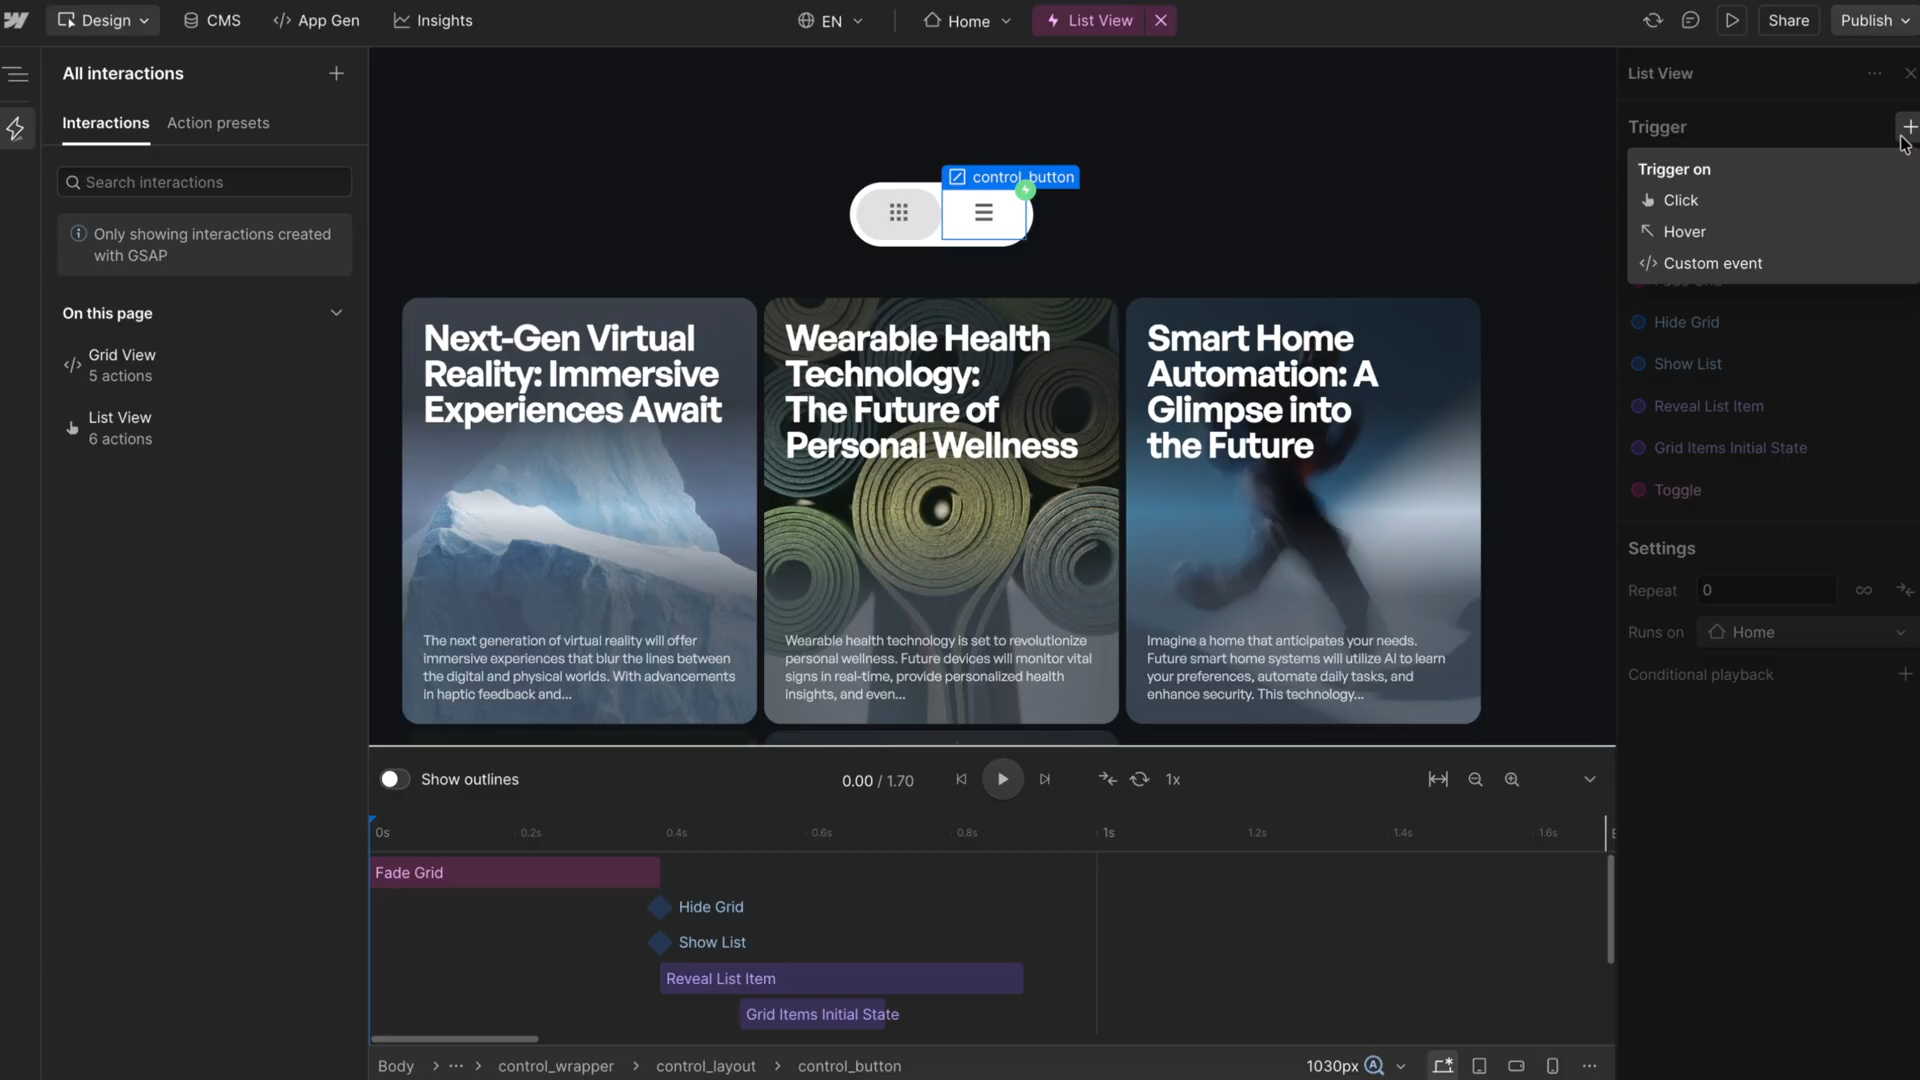 Design
CMS
App Gen
Insights
EN
Home
List View
Share
Publish
All interactions
Interactions
Action presets
Search interactions
Only showing interactions created
with GSAP
On this page
Grid View
5 actions
List View
6 actions
control_button
Next-Gen Virtual
Reality: Immersive
Experiences Await
The next generation of virtual reality will offer
immersive experiences that blur the lines between
the digital and physical worlds. With advancements
in haptic feedback and...
Wearable Health
Technology:
The Future of
Personal Wellness
Wearable health technology is set to revolutionize
personal wellness. Future devices will monitor vital
signs in real-time, provide personalized health
insights, and even...
Smart Home
Automation: A
Glimpse into
the Future
Imagine a home that anticipates your needs.
Future smart home systems will utilize AI to learn
your preferences, automate daily tasks, and
enhance security. This technology...
List View
Trigger
Trigger on
Click
Hover
Custom event
Fade Grid
Hide Grid
Show List
Reveal List Item
Grid Items Initial State
Toggle
Settings
Repeat 0
Runs on Home
Conditional playback
Show outlines
0.00 / 1.70
1x
0s 0.2s 0.4s 0.6s 0.8s 1s 1.2s 1.4s 1.6s
Fade Grid
Hide Grid
Show List
Reveal List Item
Grid Items Initial State
Body > ... > control_wrapper > control_layout > control_button
1030px